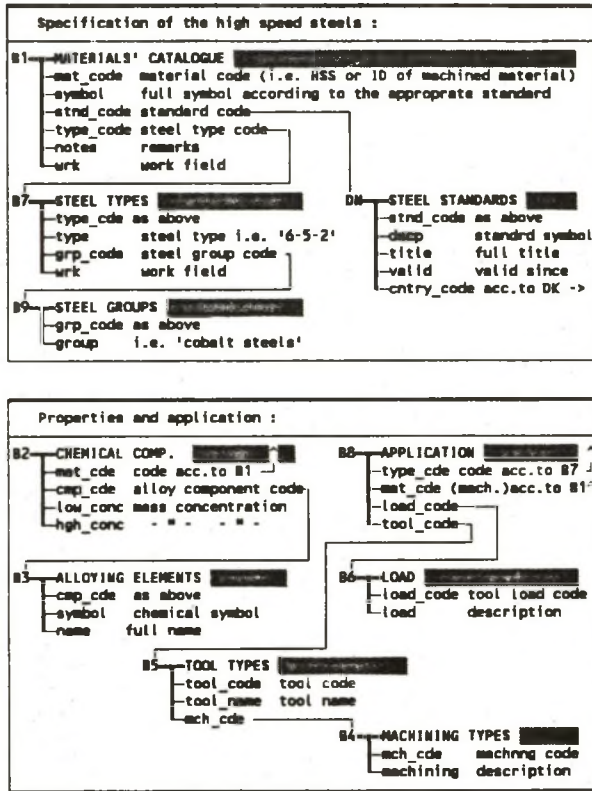 Specification of the high speed steels :
B1 MATERIALS' CATALOGUE
mat_code material code (i.e. HSS or ID of machined material)
symbol full symbol according to the approprate standard
stnd_code standard code
type_code steel type code
notes remarks
wrk work field
B7 STEEL TYPES
type_cde as above
type steel type i.e. '6-5-2'
grp_code steel group code
wrk work field
DN STEEL STANDARDS
stnd_code as above
dscp standrd symbol
title full title
valid valid since
cntry_code acc.to DK ->
B9 STEEL GROUPS
grp_code as above
group i.e. 'cobalt steels'
Properties and application :
B2 CHEMICAL COMP.
mat_cde code acc.to B1
cmp_cde alloy component code
low_conc mass concentration
hgh_conc - " - - " -
B8 APPLICATION
type_cde code acc.to B7
mat_cde (mach.)acc.to B1
load_code
tool_code
B3 ALLOYING ELEMENTS
cmp_cde as above
symbol chemical symbol
name full name
B6 LOAD
load_code tool load code
load description
B5 TOOL TYPES
tool_code tool code
tool_name tool name
mch_cde
B4 MACHINING TYPES
mch_cde machnng code
machining description